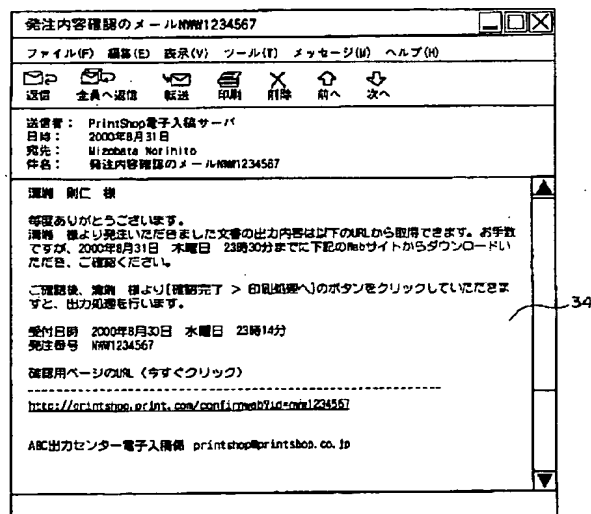 発注内容確認のメールNWW1234567
ファイル(F) 編集(E) 表示(V) ツール(T) メッセージ(M) ヘルプ(H)
返信 全員へ返信 転送 印刷 削除 前へ 次へ
送信者： PrintShop電子入稿サーバ
日時： 2000年8月31日
宛先： Mizobata Norihito
件名： 発注内容確認のメールNWW1234567
溝端 則仁 様
毎度ありがとうございます。
溝端 様より発注いただきました文書の出力内容は以下のURLから取得できます。お手数
ですが、2000年8月31日 木曜日 23時30分までに下記のWebサイトからダウンロードい
ただき、ご確認ください。
ご確認後、溝端 様より[確認完了 > 印刷処理へ]のボタンをクリックしていただきま
すと、出力処理を行います。
受付日時 2000年8月30日 水曜日 23時14分
発注番号 NWW1234567
確認用ページのURL（今すぐクリック）
http://printshop.print.com/confirmweb?id=nww1234567
ABC出力センター電子入稿係 printshop@printshop.co.jp
34